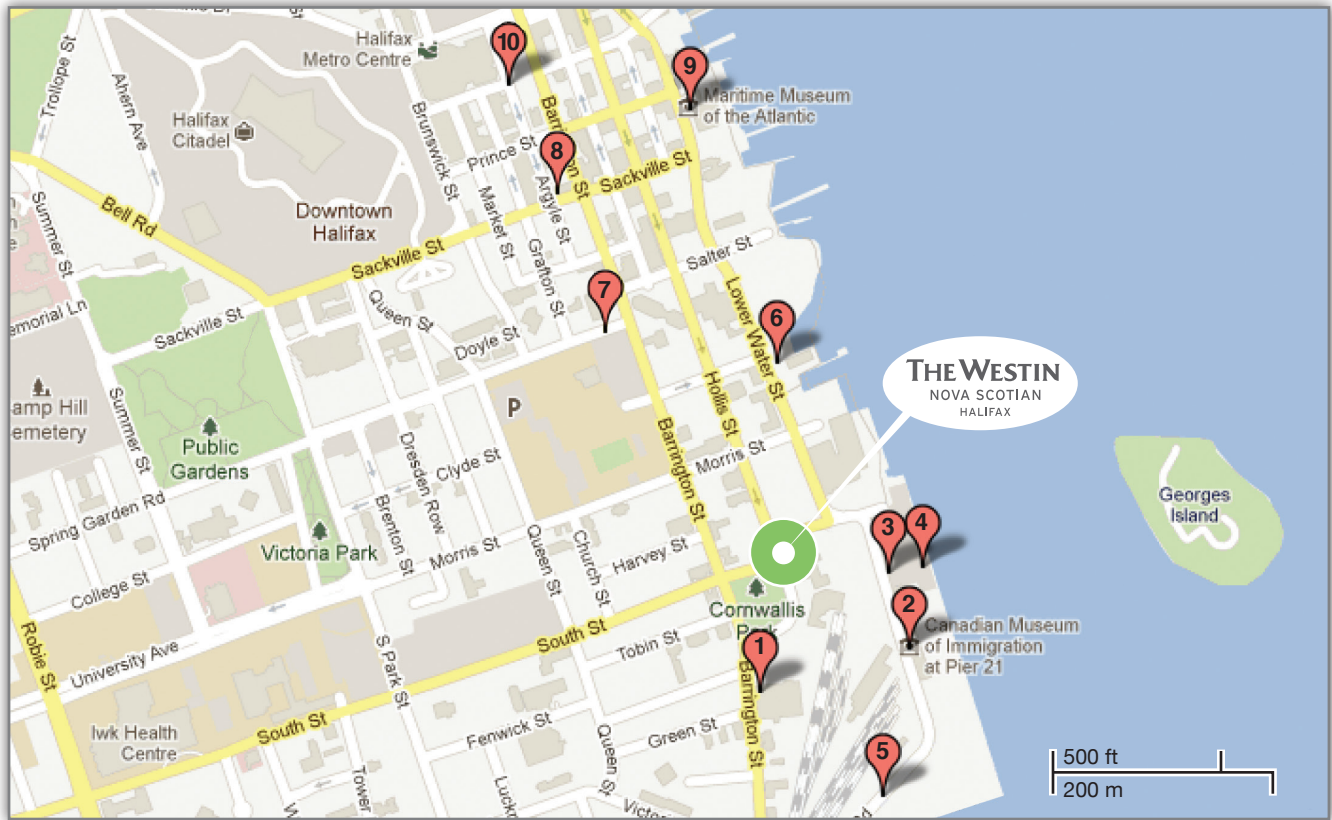 Halifax
Metro Centre
10
9
Maritime Museum
of the Atlantic
Trollope St
Ahern Ave
Halifax
Citadel
Brunswick St
Barrington St
Prince St
8
Sackville St
Argyle St
Market St
Grafton St
Summer St
Bell Rd
Downtown
Halifax
Sackville St
Salter St
Queen St
7
Lower Water St
6
Sackville St
Doyle St
THE WESTIN
NOVA SCOTIAN
HALIFAX
P
Hollis St
Public
Gardens
Summer St
Dresden Row
Clyde St
Barrington St
Morris St
Georges
Island
Spring Garden Rd
Victoria Park
Brenton St
Morris St
Queen St
Church St
Harvey St
3
4
College St
Cornwallis
Park
2
Canadian Museum
of Immigration
at Pier 21
Robie St
University Ave
S Park St
South St
Tobin St
1
Barrington St
Iwk Health
Centre
South St
Fenwick St
Queen St
Green St
5
Tower
500 ft
200 m